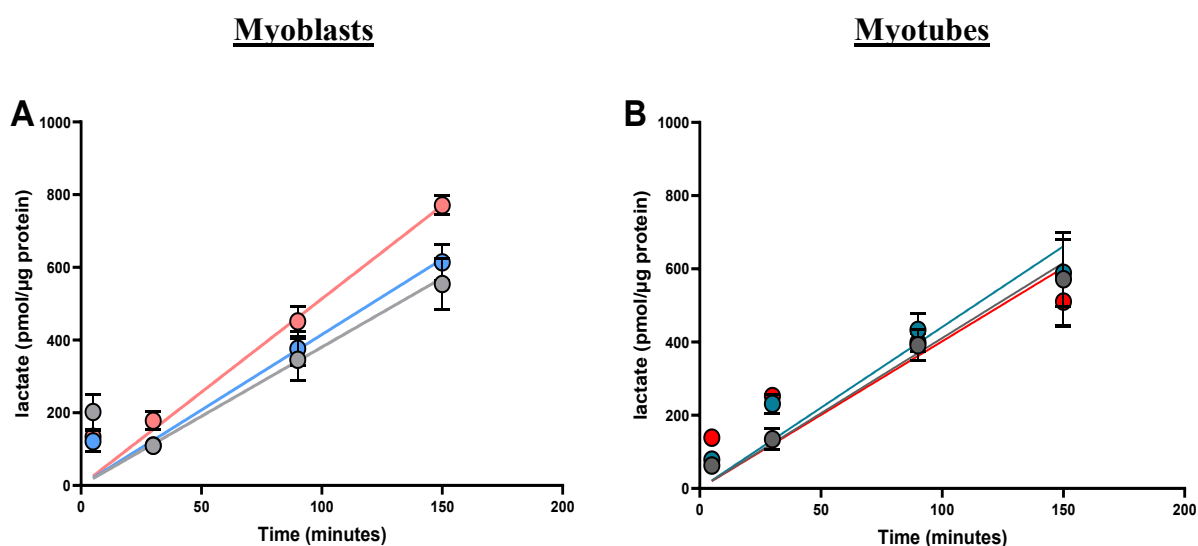 Myoblasts
Myotubes
A
1000
800
600
400
200
0
lactate (pmol/µg protein)
0 50 100 150 200
Time (minutes)
B
1000
800
600
400
200
0
lactate (pmol/µg protein)
0 50 100 150 200
Time (minutes)